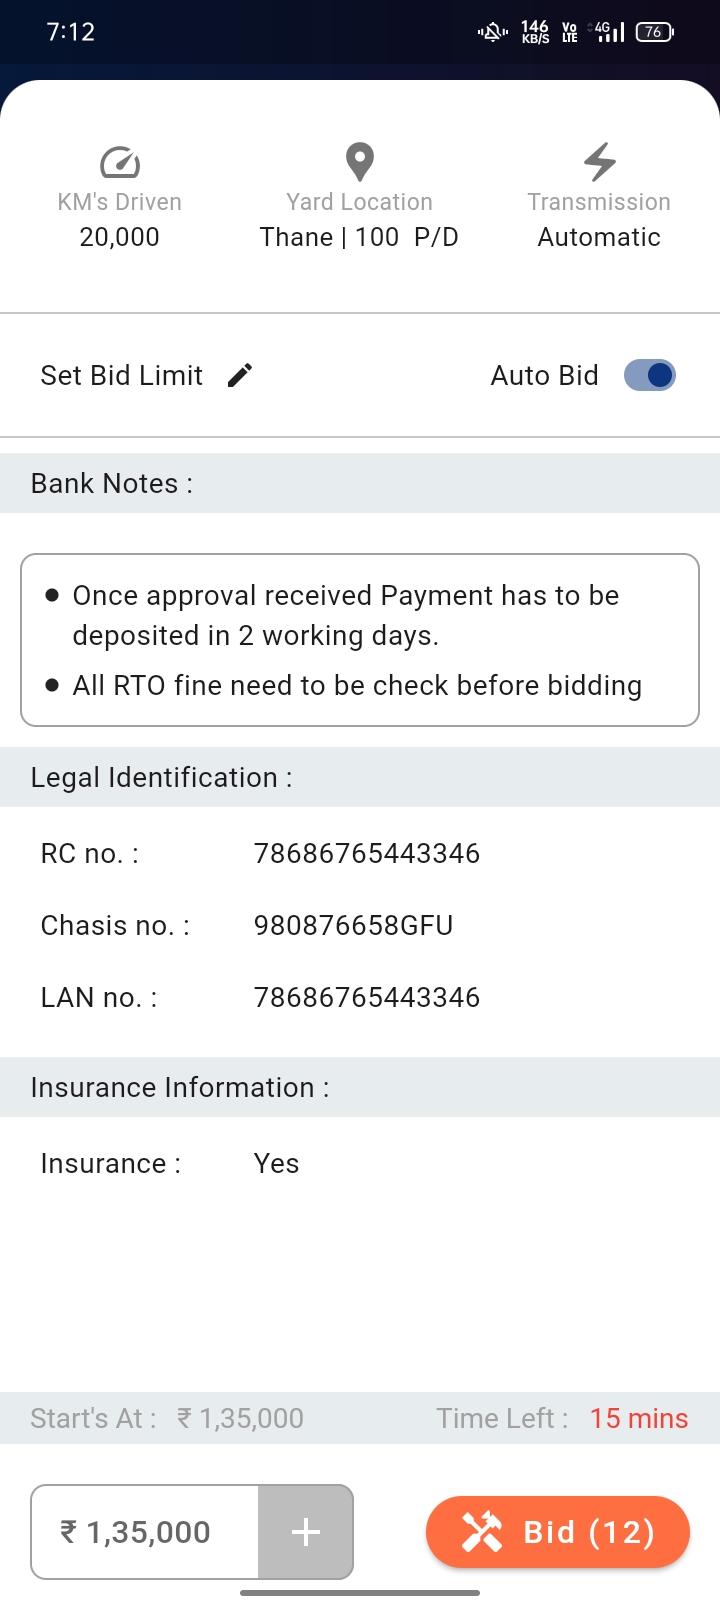 7:12
146 KB/S Vo LTE 4G 76
KM's Driven Yard Location Transmission
20,000 Thane | 100 P/D Automatic
Set Bid Limit Auto Bid
Bank Notes :
● Once approval received Payment has to be
deposited in 2 working days.
● All RTO fine need to be check before bidding
Legal Identification :
RC no. : 78686765443346
Chasis no. : 980876658GFU
LAN no. : 78686765443346
Insurance Information :
Insurance : Yes
Start's At : ₹ 1,35,000 Time Left : 15 mins
₹ 1,35,000 + Bid (12)